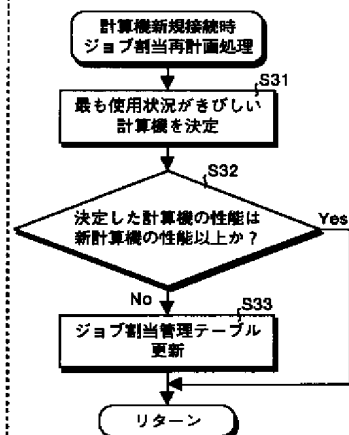 計算機新規接続時
ジョブ割当再計画処理
S31
最も使用状況がきびしい
計算機を決定
S32
決定した計算機の性能は
新計算機の性能以上か？
Yes
No
S33
ジョブ割当管理テーブル
更新
リターン